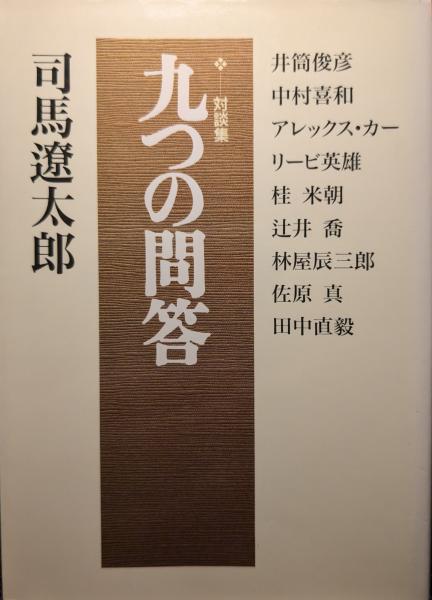 井筒俊彦
中村喜和
アレックス・カー
リービ英雄
桂 米朝
辻井 喬
林屋辰三郎
佐原 真
田中直毅
対談集
九つの問答
司馬遼太郎